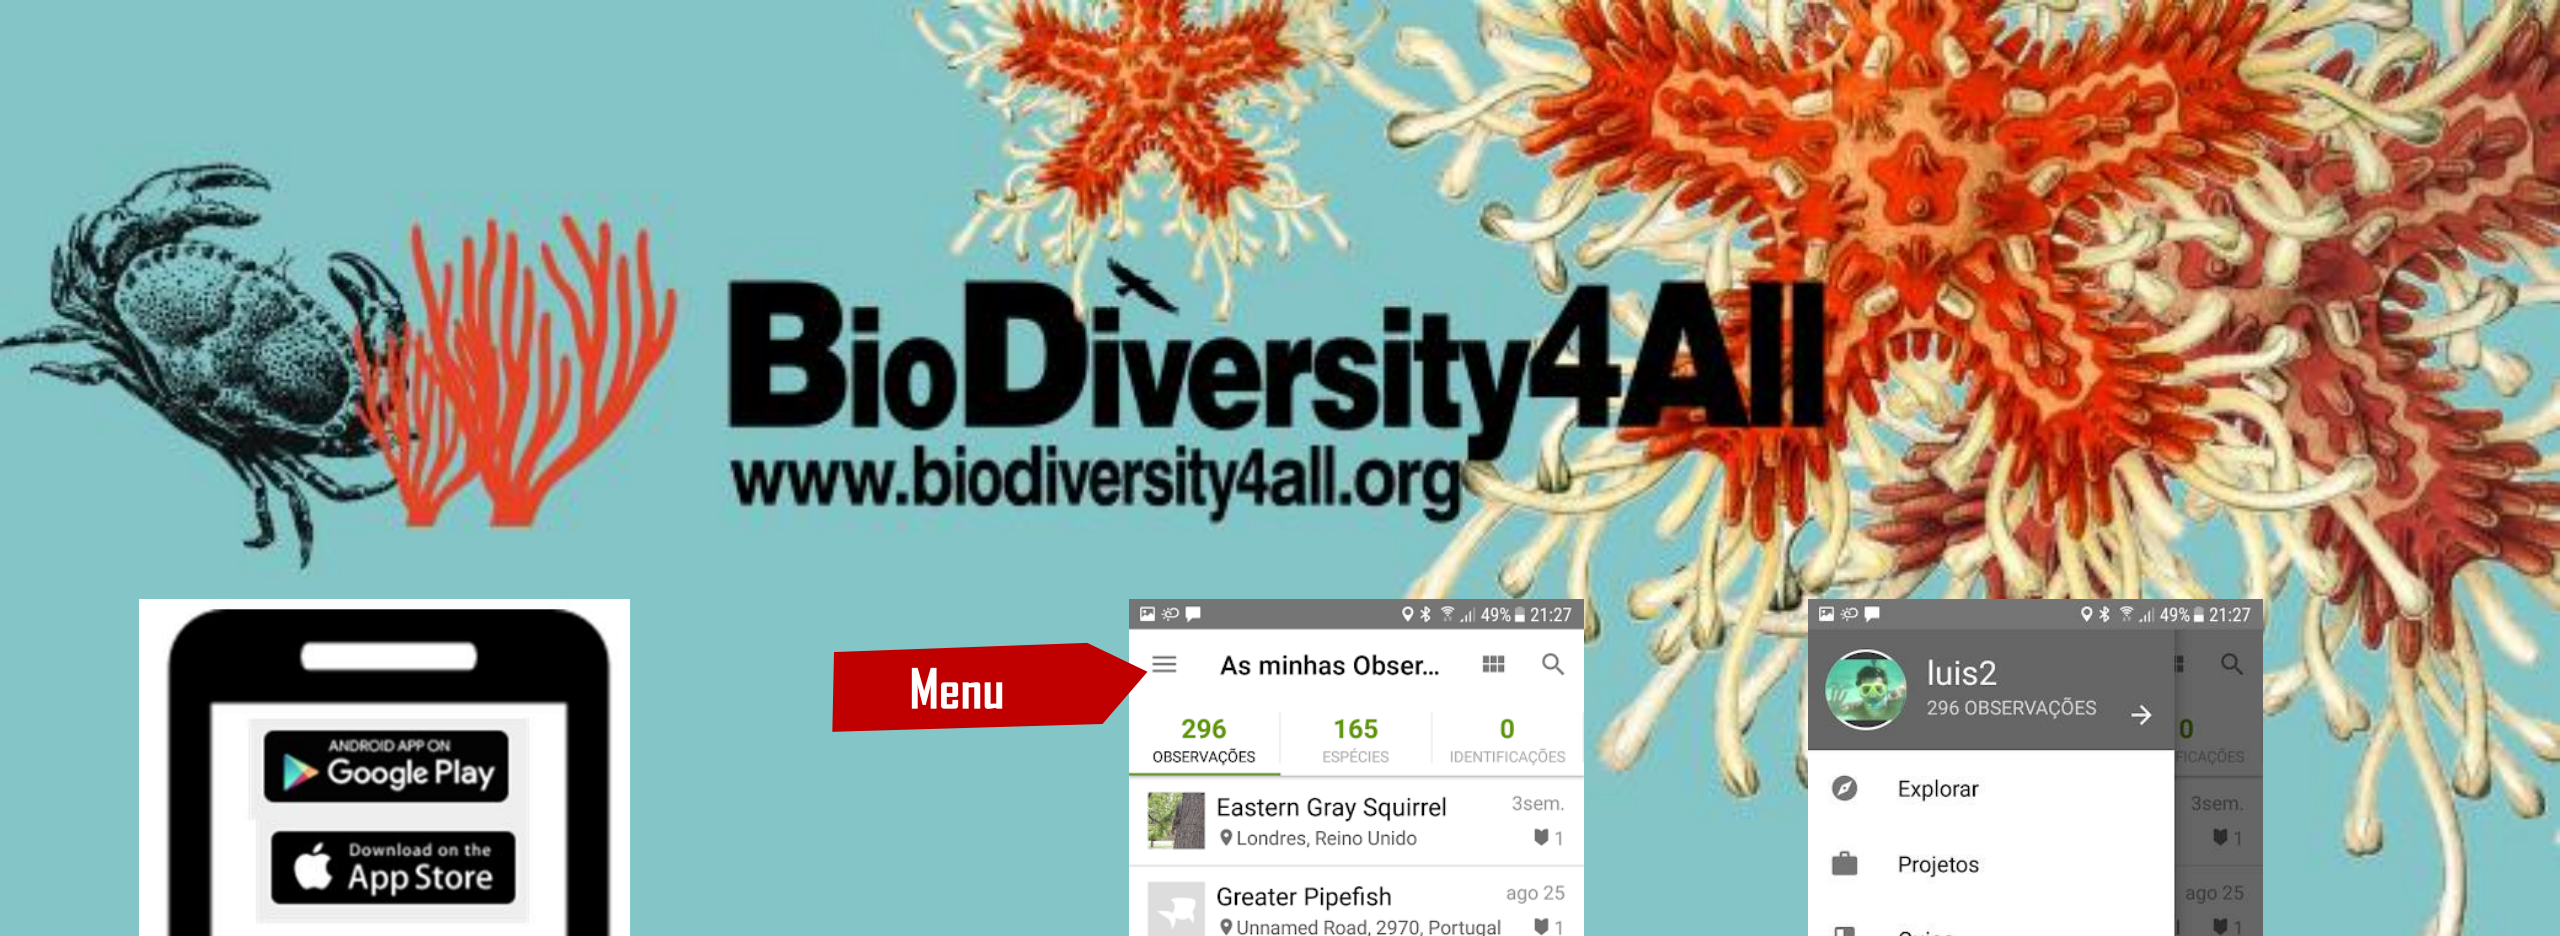 BioDiversity4All
www.biodiversity4all.org
ANDROID APP ON
Google Play
Download on the
App Store
Menu
49% 21:27
As minhas Obser...
296 165 0
OBSERVAÇÕES ESPÉCIES IDENTIFICAÇÕES
Eastern Gray Squirrel 3sem.
Londres, Reino Unido 1
Greater Pipefish ago 25
Unnamed Road, 2970, Portugal 1
49% 21:27
luis2
296 OBSERVAÇÕES
0
FICAÇÕES
Explorar
3sem.
1
Projetos
ago 25
1